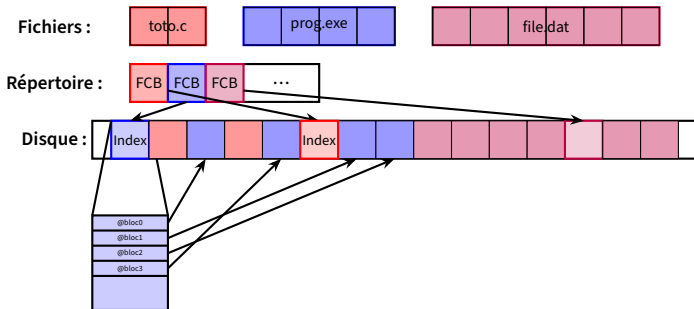 Fichiers : toto.c prog.exe file.dat
Répertoire : FCB FCB FCB ...
Disque : Index Index
@bloc0
@bloc1
@bloc2
@bloc3